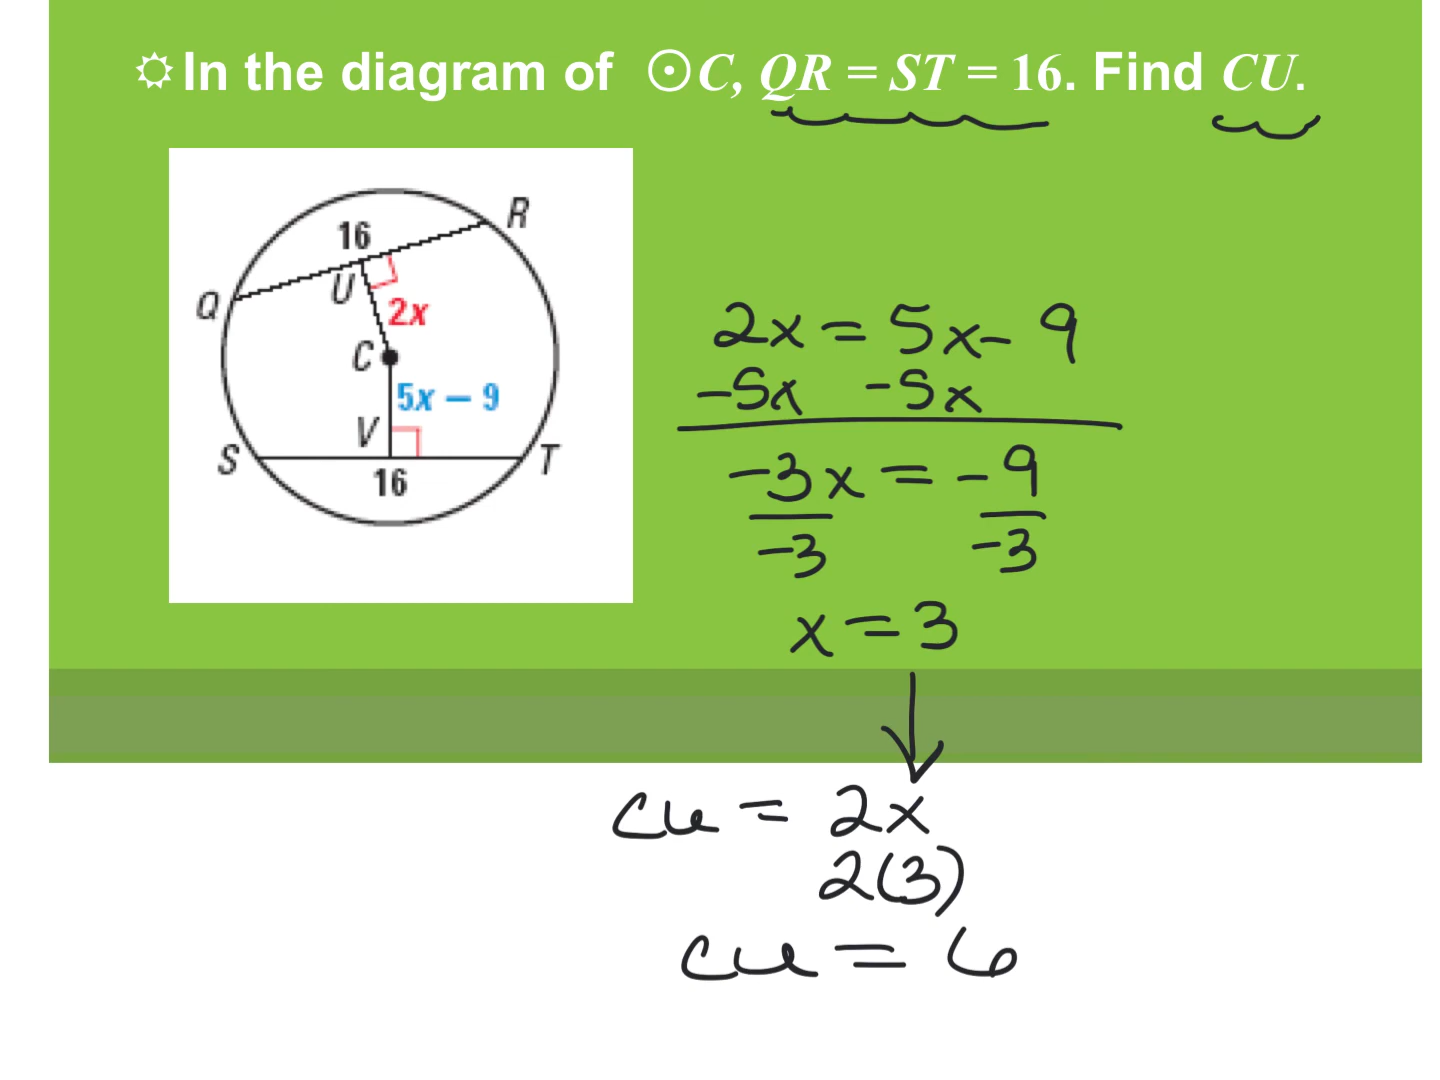 ☼ In the diagram of ⊙C, QR = ST = 16. Find CU.
R
16
Q
U
2x
C
5x – 9
V
S
T
16
2x = 5x - 9
-5x -5x
-3x = -9
-3 -3
x = 3
cu = 2x
2(3)
cu = 6